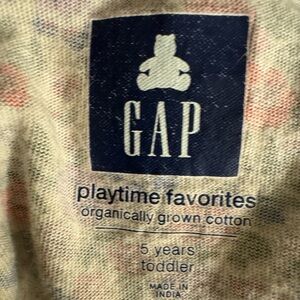 GAP
playtime favorites
organically grown cotton
5 years
toddler
MADE IN
INDIA